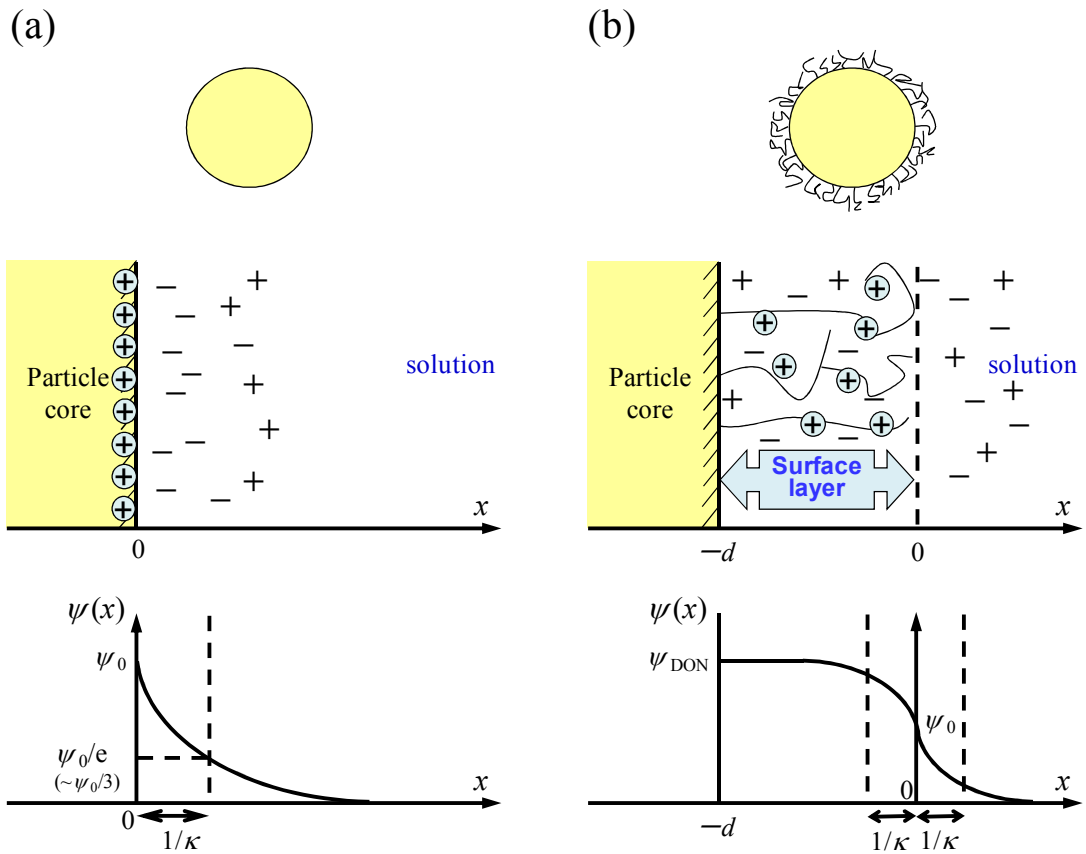 (a)
(b)
Particle
core
solution
x
0
Particle
core
Surface
layer
solution
x
−d
0
ψ(x)
ψ0
ψ0/e
(~ψ0/3)
0
1/κ
x
ψ(x)
ψDON
ψ0
0
x
−d
1/κ
1/κ